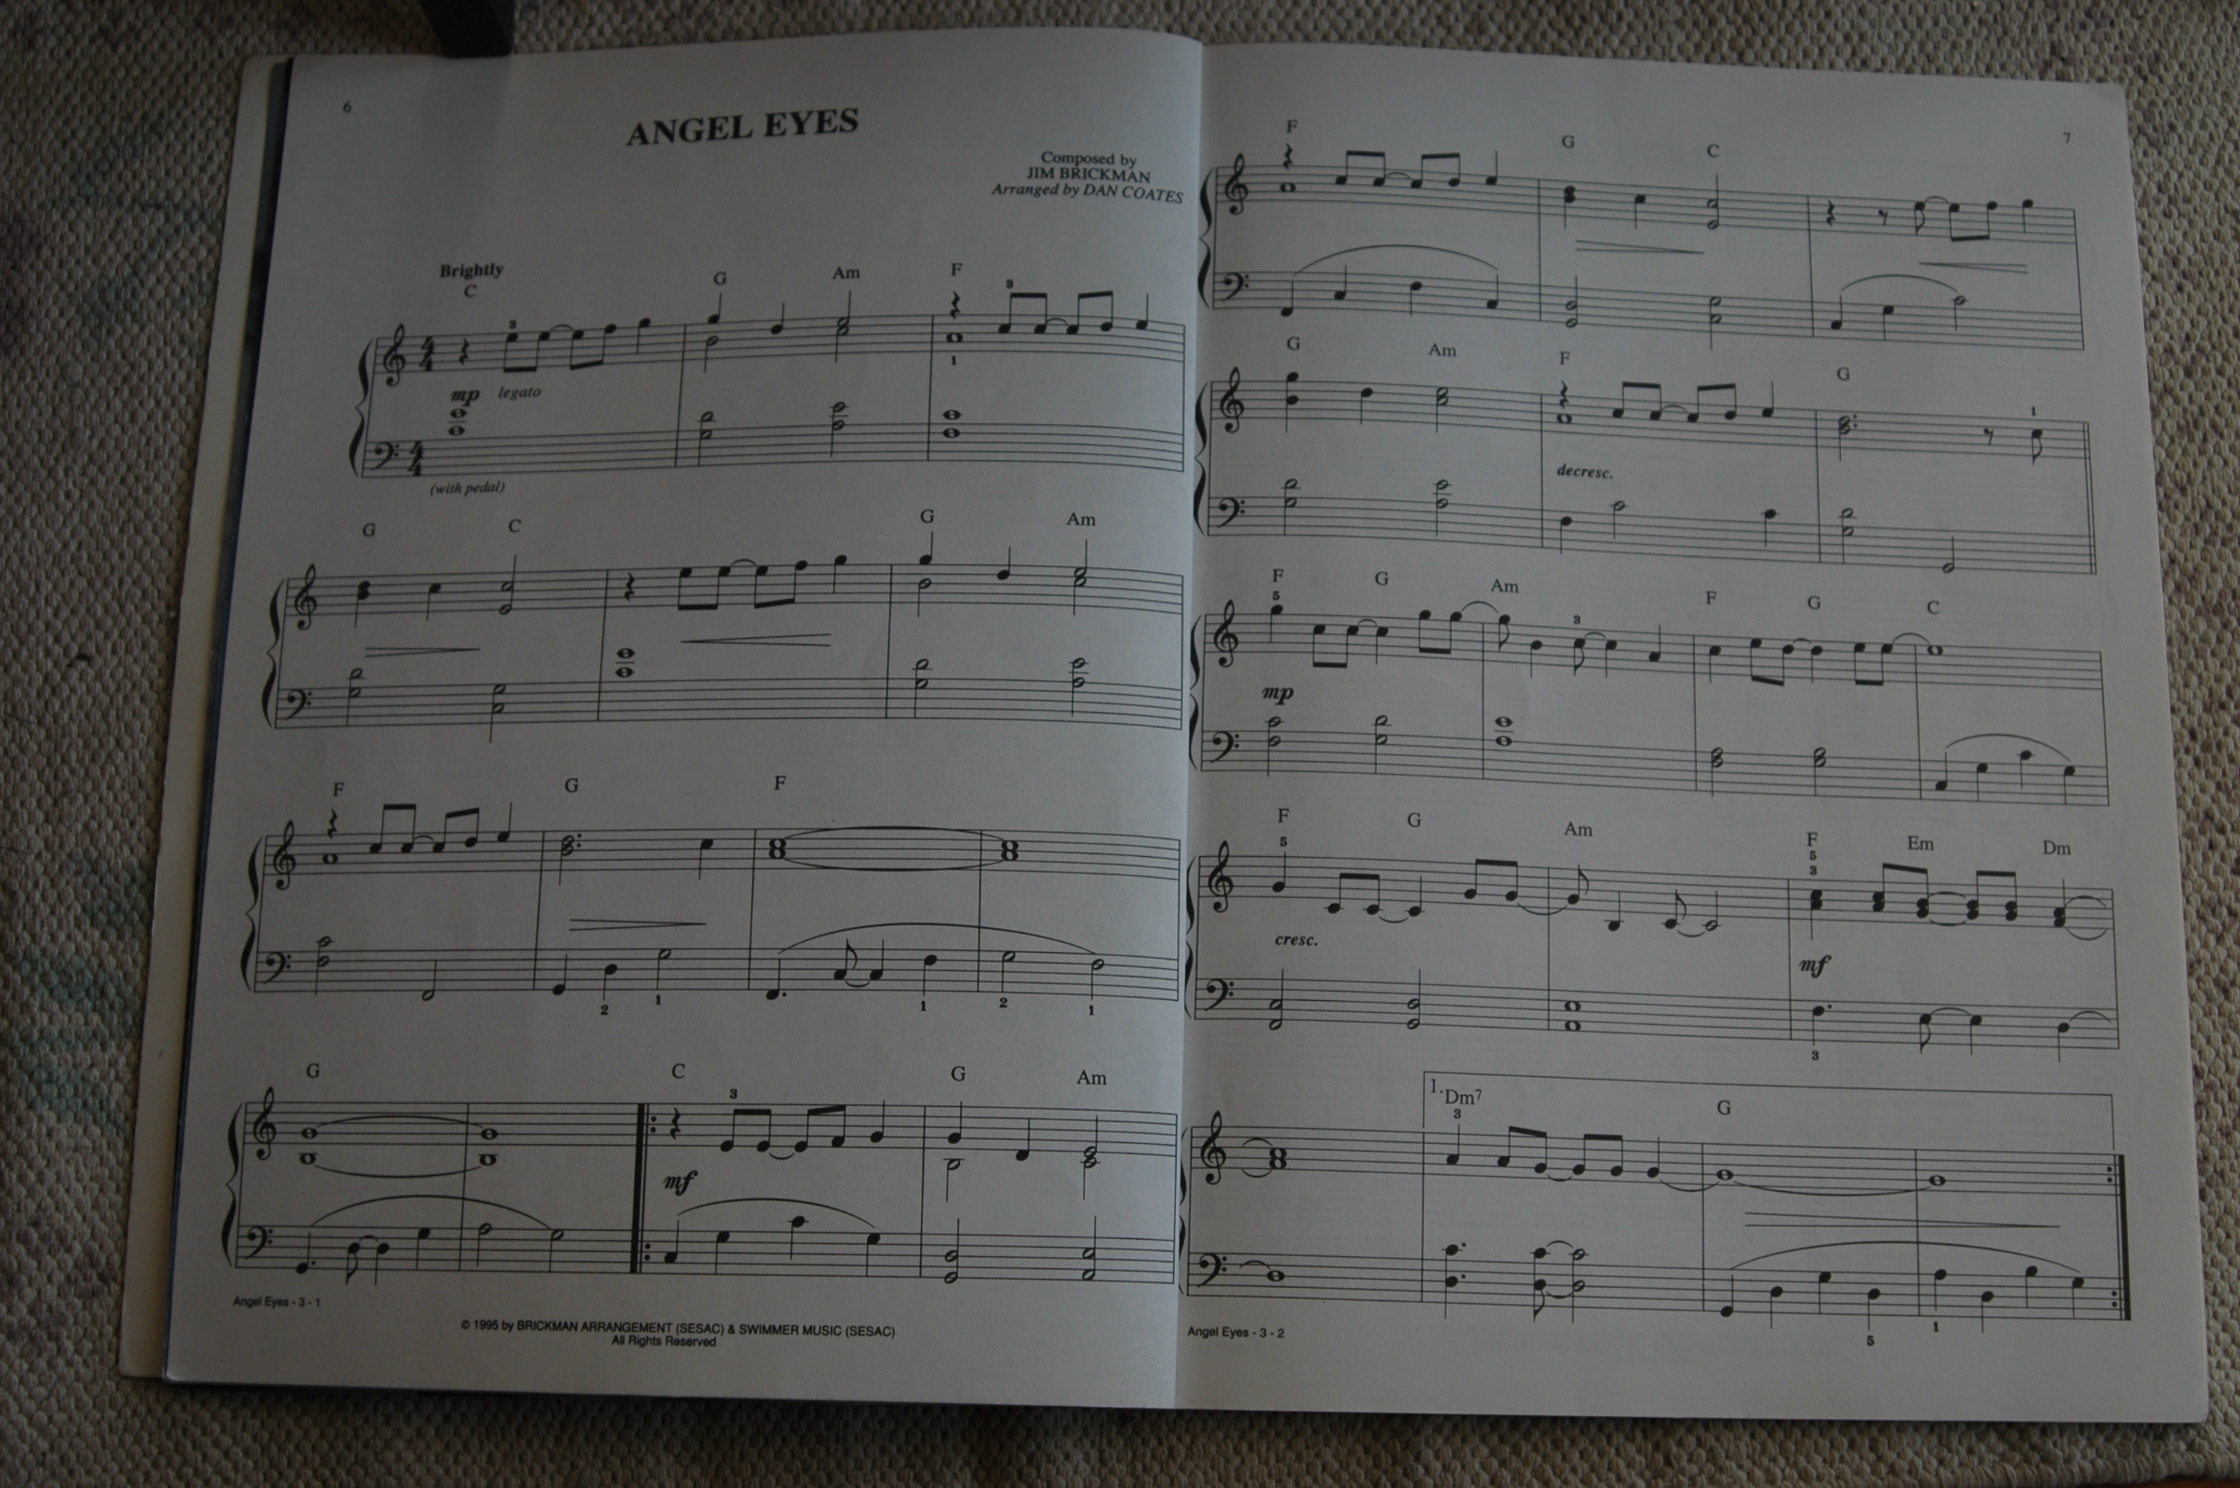 6
ANGEL EYES
Composed by
JIM BRICKMAN
Arranged by DAN COATES
Brightly
C G Am F
3 3
mp legato
1
(with pedal)
G C G Am
F G F
2 1 1 2 1
G C G Am
3
mf
Angel Eyes - 3 - 1
© 1995 by BRICKMAN ARRANGEMENT (SESAC) & SWIMMER MUSIC (SESAC)
All Rights Reserved
7
F G C
G Am F G
1
decresc.
F G Am F G C
5 3
mp
F G Am F Em Dm
5 5
3
cresc. mf
3
1. Dm7 G
3
5 1
Angel Eyes - 3 - 2